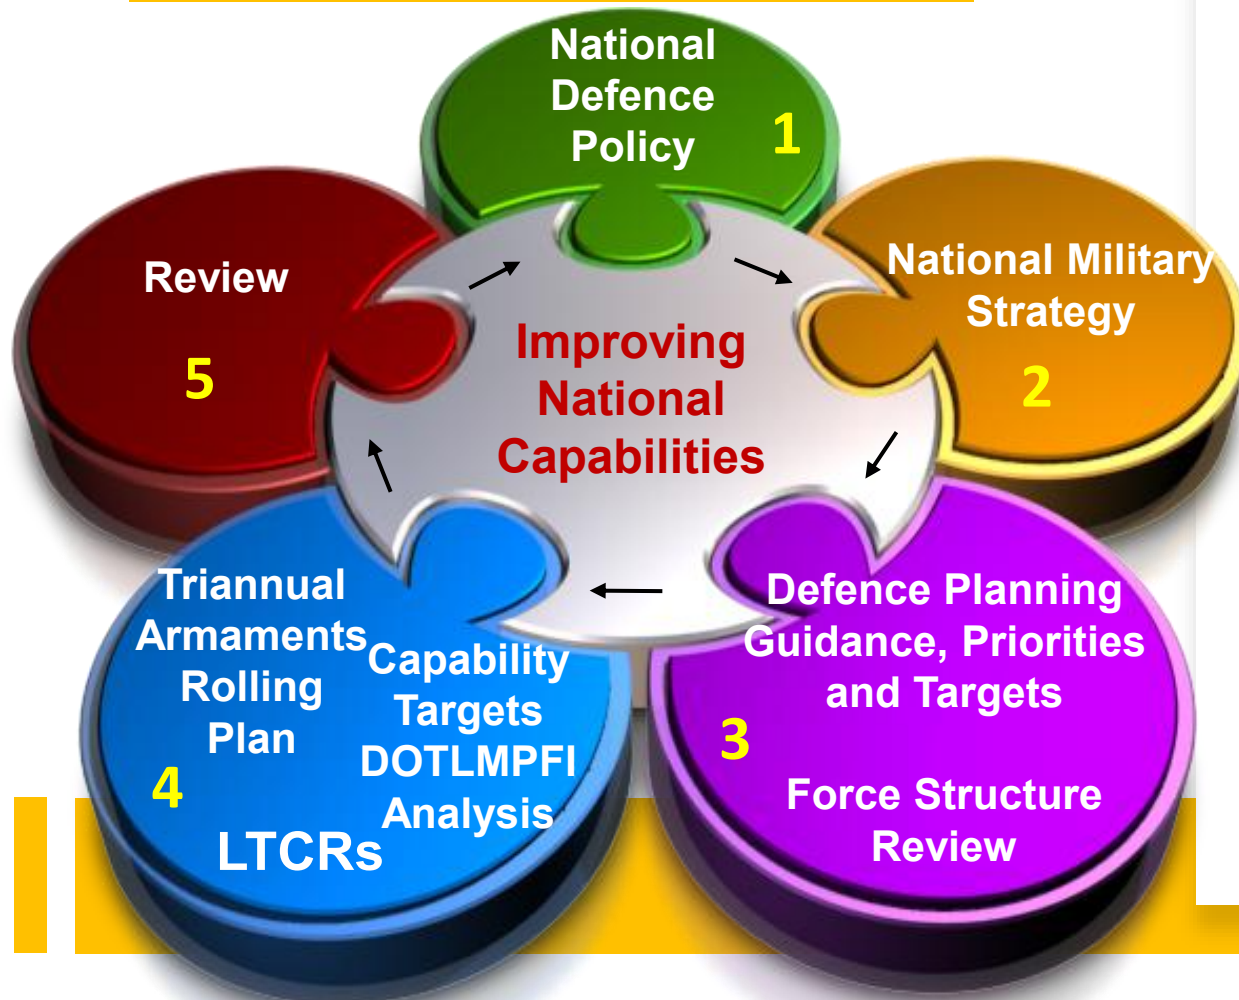 National
Defence
Policy
1
National Military
Strategy
2
Defence Planning
Guidance, Priorities
and Targets
3
Force Structure
Review
Triannual
Armaments
Rolling
Plan
Capability
Targets
DOTLMPFI
Analysis
4
LTCRs
Review
5
Improving
National
Capabilities